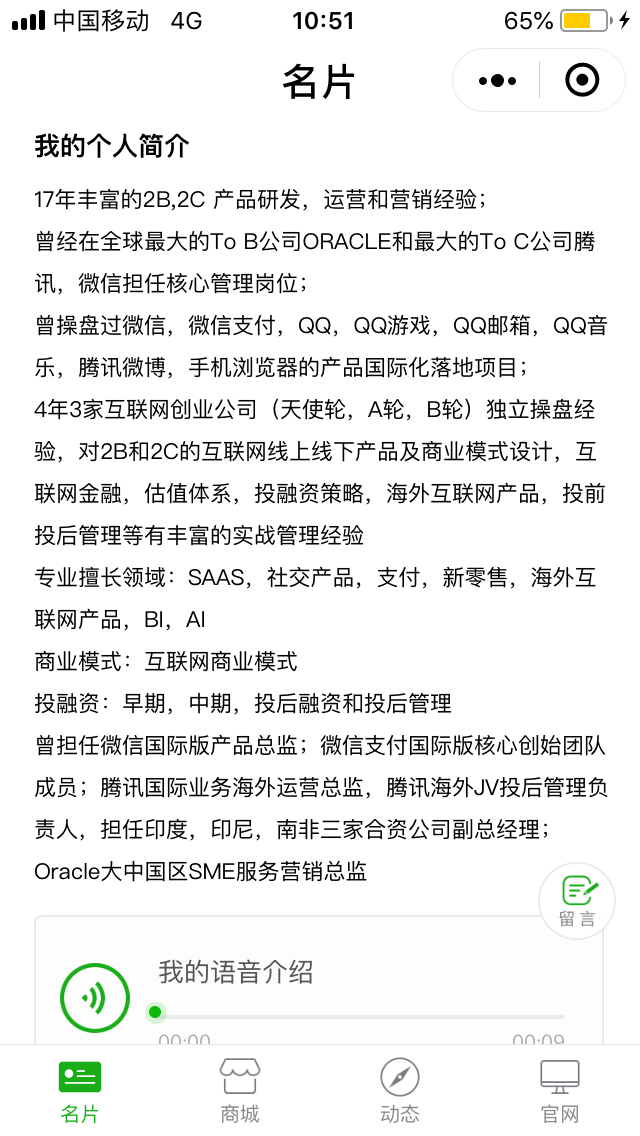 中国移动 4G 10:51 65%
名片
我的个人简介
17年丰富的2B,2C 产品研发，运营和营销经验；
曾经在全球最大的To B公司ORACLE和最大的To C公司腾
讯，微信担任核心管理岗位；
曾操盘过微信，微信支付，QQ，QQ游戏，QQ邮箱，QQ音
乐，腾讯微博，手机浏览器的产品国际化落地项目；
4年3家互联网创业公司（天使轮，A轮，B轮）独立操盘经
验，对2B和2C的互联网线上线下产品及商业模式设计，互
联网金融，估值体系，投融资策略，海外互联网产品，投前
投后管理等有丰富的实战管理经验
专业擅长领域：SAAS，社交产品，支付，新零售，海外互
联网产品，BI，AI
商业模式：互联网商业模式
投融资：早期，中期，投后融资和投后管理
曾担任微信国际版产品总监；微信支付国际版核心创始团队
成员；腾讯国际业务海外运营总监，腾讯海外JV投后管理负
责人，担任印度，印尼，南非三家合资公司副总经理；
Oracle大中国区SME服务营销总监
留言
我的语音介绍
00:00 00:09
名片 商城 动态 官网